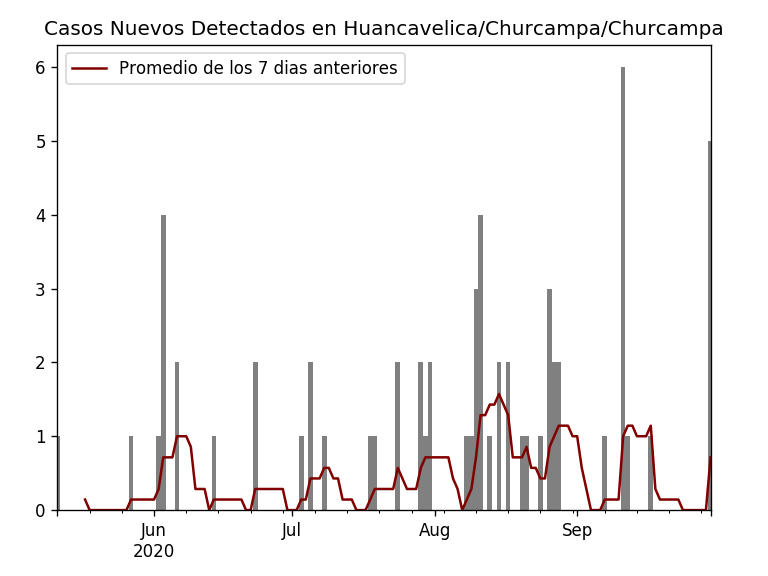 Casos Nuevos Detectados en Huancavelica/Churcampa/Churcampa
Promedio de los 7 dias anteriores
6
5
4
3
2
1
0
Jun
2020
Jul
Aug
Sep